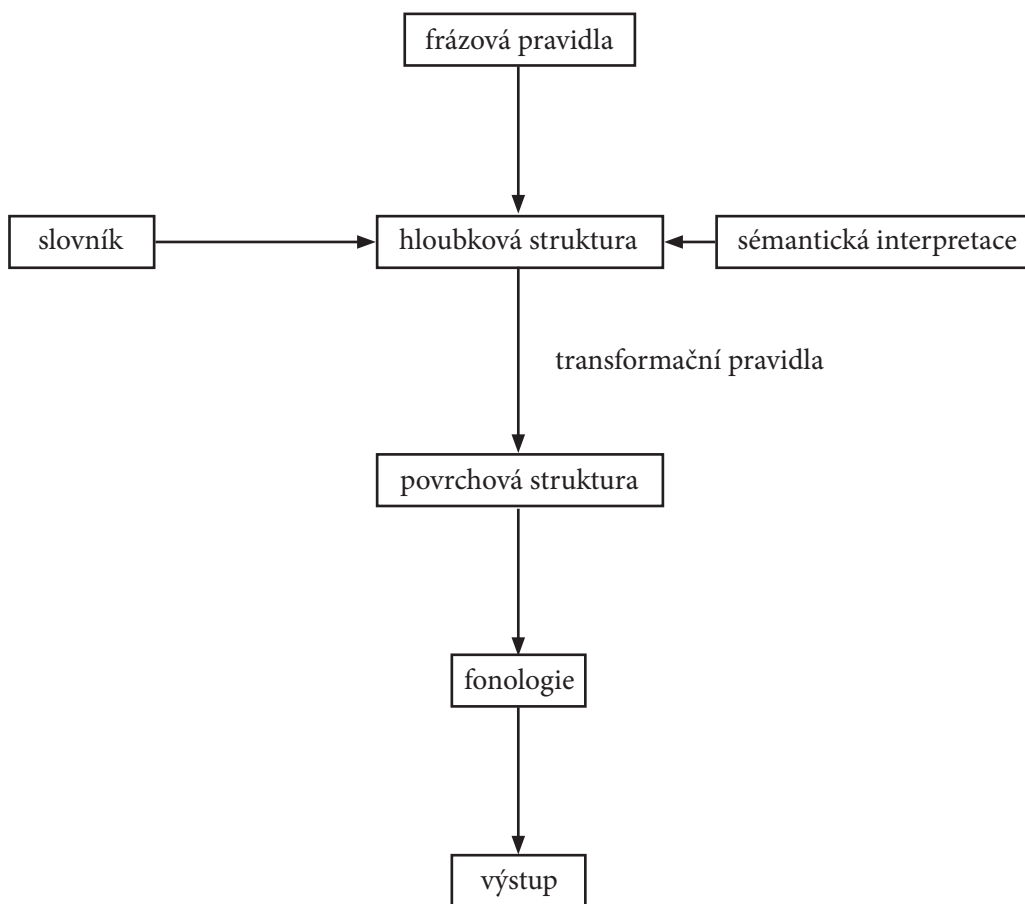 frázová pravidla
slovník
hloubková struktura
sémantická interpretace
transformační pravidla
povrchová struktura
fonologie
výstup